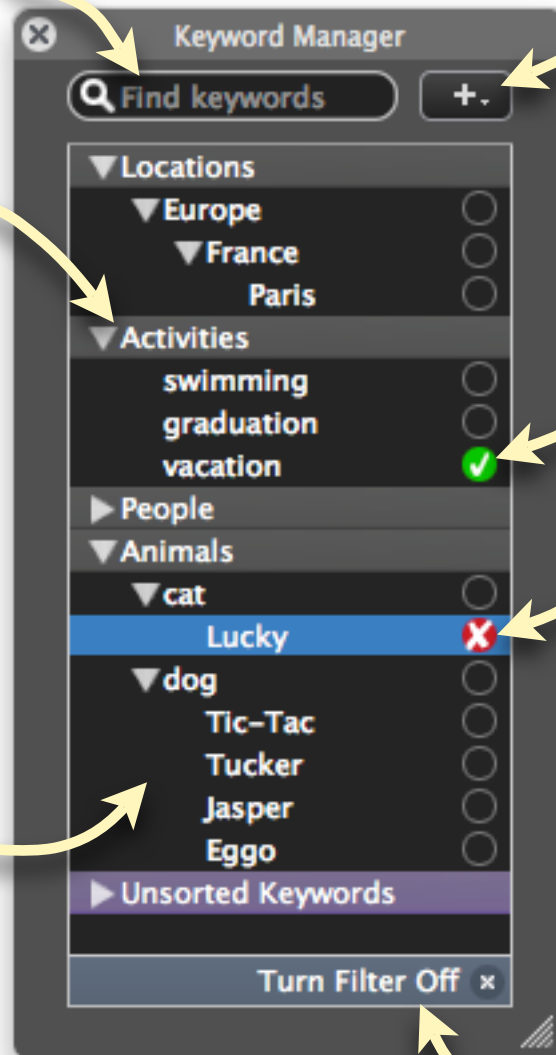 Keyword Manager
Find keywords
Locations
Europe
France
Paris
Activities
swimming
graduation
vacation
People
Animals
cat
Lucky
dog
Tic-Tac
Tucker
Jasper
Eggo
Unsorted Keywords
Turn Filter Off